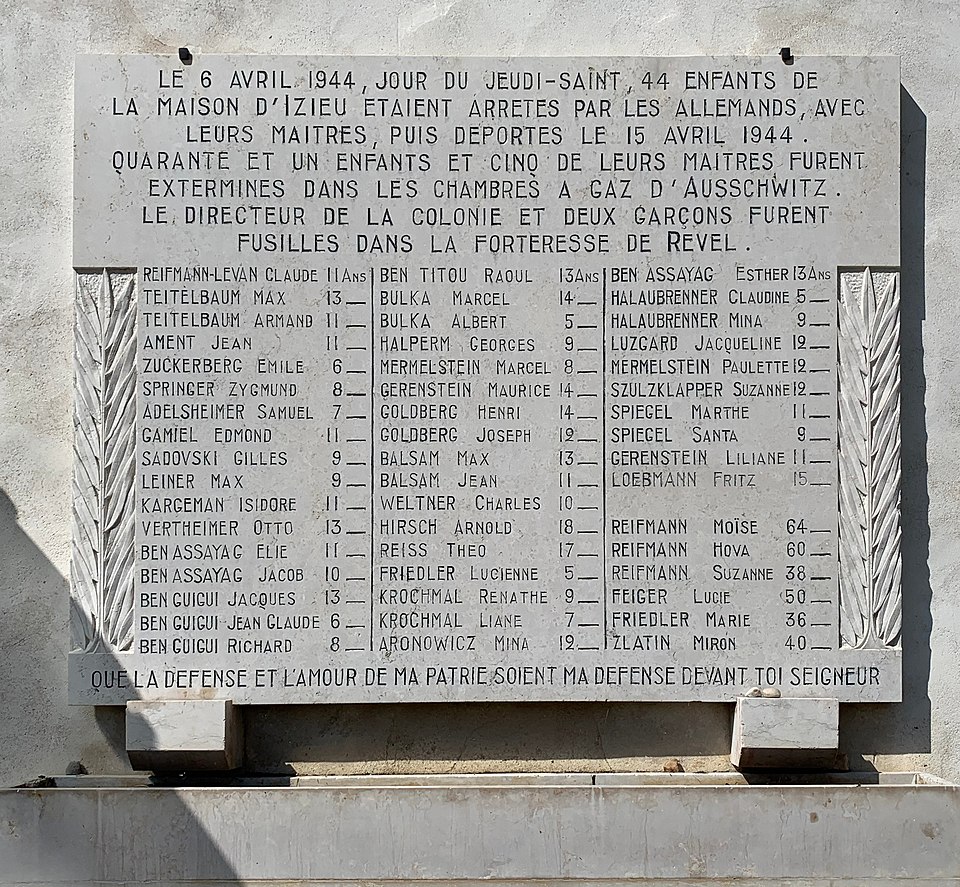 LE 6 AVRIL 1944, JOUR DU JEUDI-SAINT, 44 ENFANTS DE
LA MAISON D'IZIEU ETAIENT ARRETES PAR LES ALLEMANDS, AVEC
LEURS MAITRES, PUIS DEPORTES LE 15 AVRIL 1944.
QUARANTE ET UN ENFANTS ET CINQ DE LEURS MAITRES FURENT
EXTERMINES DANS LES CHAMBRES A GAZ D'AUSSCHWITZ.
LE DIRECTEUR DE LA COLONIE ET DEUX GARÇONS FURENT
FUSILLES DANS LA FORTERESSE DE REVEL.
REIFMANN-LEVAN CLAUDE 11 ANS
TEITELBAUM MAX 13 —
TEITELBAUM ARMAND 11 —
AMENT JEAN 11 —
ZUCKERBERG EMILE 6 —
SPRINGER ZYGMUND 8 —
ADELSHEIMER SAMUEL 7 —
GAMIEL EDMOND 11 —
SADOVSKI GILLES 9 —
LEINER MAX 9 —
KARGEMAN ISIDORE 11 —
VERTHEIMER OTTO 13 —
BEN ASSAYAG ELIE 11 —
BEN ASSAYAG JACOB 10 —
BEN GUIGUI JACQUES 13 —
BEN GUIGUI JEAN GLAUDE 6 —
BEN GUIGUI RICHARD 8 —
BEN TITOU RAOUL 13 ANS
BULKA MARCEL 14 —
BULKA ALBERT 5 —
HALPERM GEORGES 9 —
MERMELSTEIN MARCEL 8 —
GERENSTEIN MAURICE 14 —
GOLDBERG HENRI 14 —
GOLDBERG JOSEPH 12 —
BALSAM MAX 13 —
BALSAM JEAN 11 —
WELTNER CHARLES 10 —
HIRSCH ARNOLD 18 —
REISS THEO 17 —
FRIEDLER LUCIENNE 5 —
KROCHMAL RENATHE 9 —
KROCHMAL LIANE 7 —
ARONOWICZ MINA 12 —
BEN ASSAYAG ESTHER 13 ANS
HALAUBRENNER CLAUDINE 5 —
HALAUBRENNER MINA 9 —
LUZGARD JACQUELINE 12 —
MERMELSTEIN PAULETTE 12 —
SZULZKLAPPER SUZANNE 12 —
SPIEGEL MARTHE 11 —
SPIEGEL SANTA 9 —
GERENSTEIN LILIANE 11 —
LOEBMANN FRITZ 15 —
REIFMANN MOÏSE 64 —
REIFMANN HOVA 60 —
REIFMANN SUZANNE 38 —
FEIGER LUCIE 50 —
FRIEDLER MARIE 36 —
ZLATIN MIRON 40 —
QUE LA DEFENSE ET L'AMOUR DE MA PATRIE SOIENT MA DEFENSE DEVANT TOI SEIGNEUR